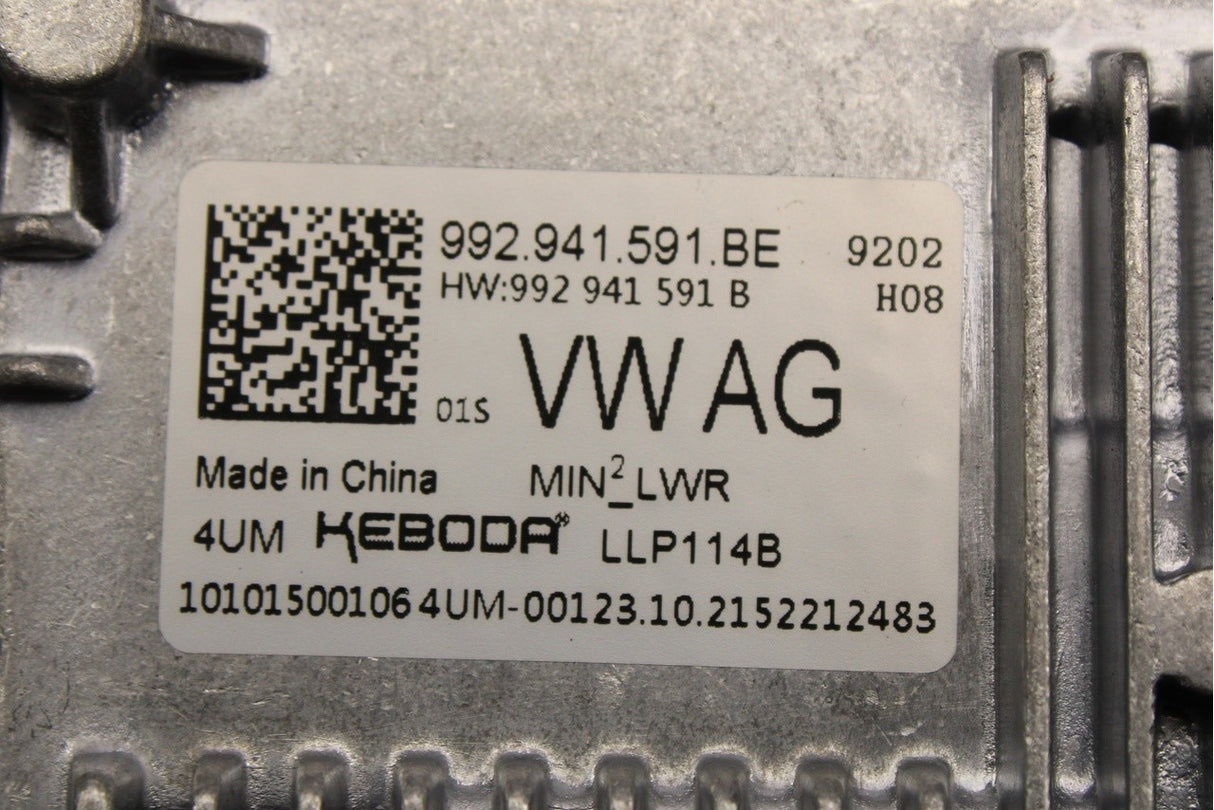 992.941.591.BE 9202
HW:992 941 591 B H08
01S VW AG
Made in China MIN²_LWR
4UM KEBODA® LLP114B
10101500106 4UM-00123.10.2152212483